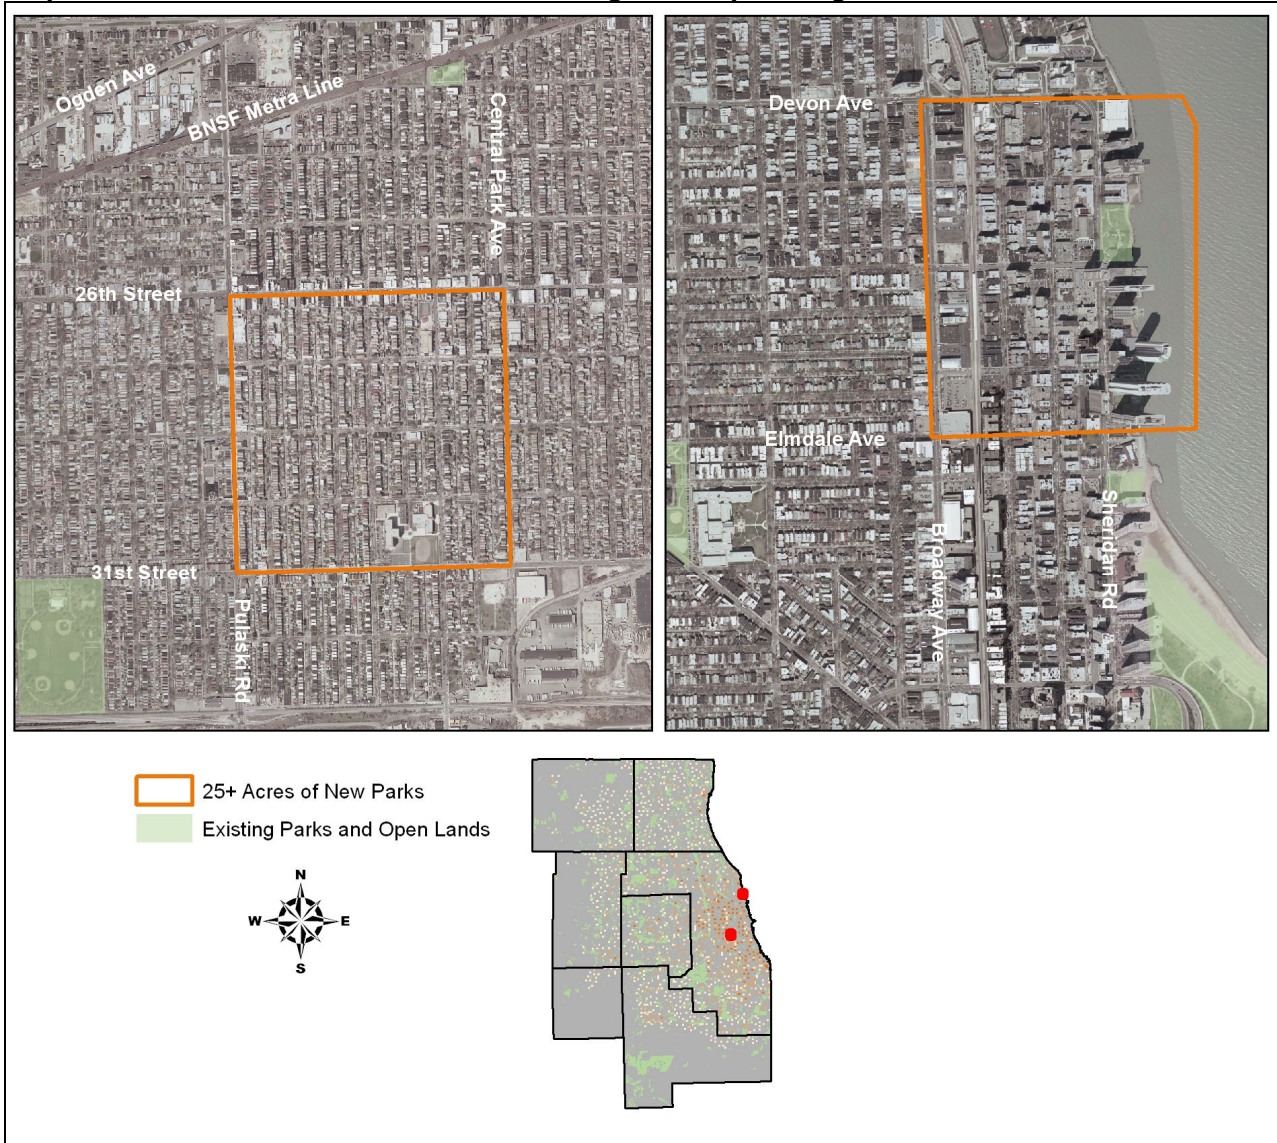 Ogden Ave
BNSF Metra Line
Central Park Ave
26th Street
31st Street
Pulaski Rd
Devon Ave
Elmdale Ave
Broadway Ave
Sheridan Rd
25+ Acres of New Parks
Existing Parks and Open Lands
N
W
E
S